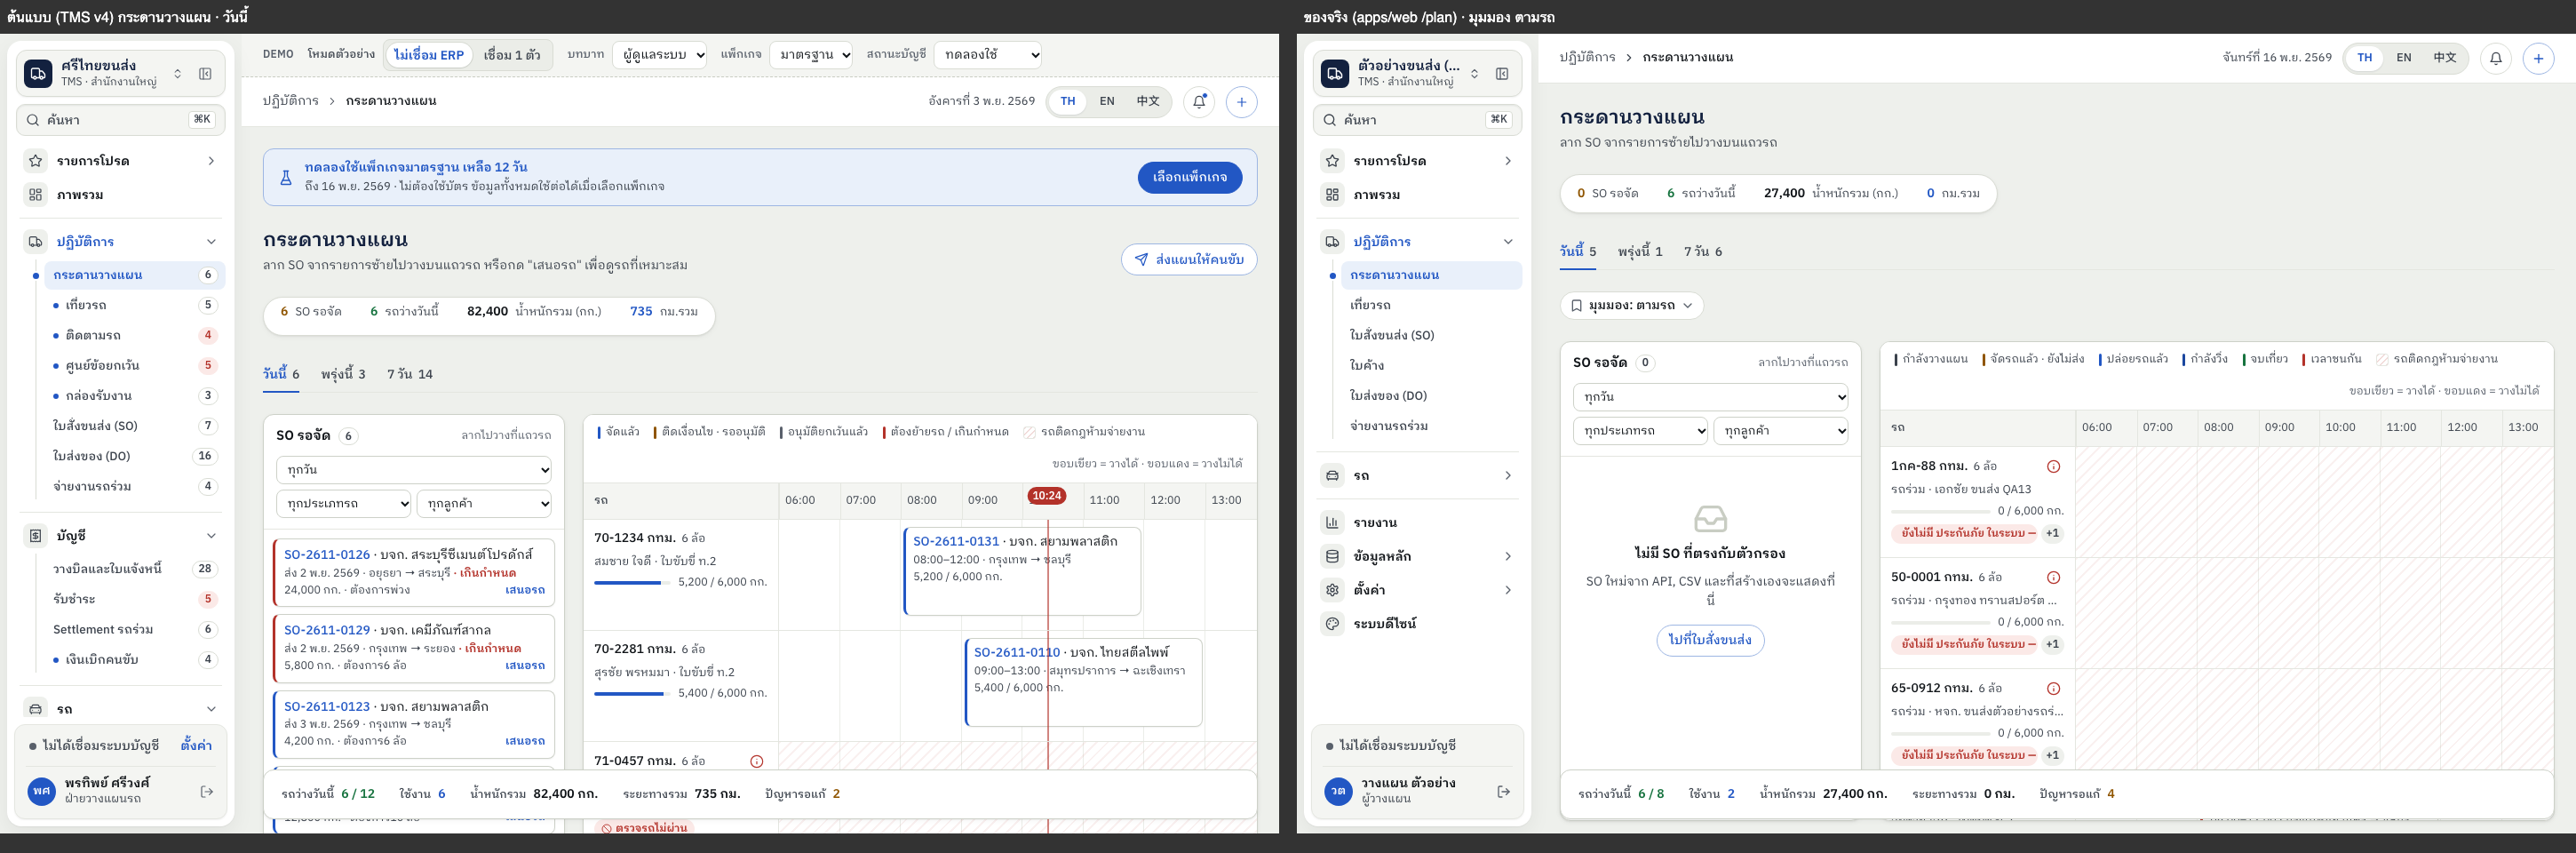 ต้นแบบ (TMS v4) กระดานวางแผน · วันนี้
ศรีไทยขนส่ง
TMS · สำนักงานใหญ่
ค้นหา
⌘K
รายการโปรด
ภาพรวม
ปฏิบัติการ
กระดานวางแผน 6
เที่ยวรถ 5
ติดตามรถ 4
ศูนย์ข้อยกเว้น 5
กล่องรับงาน 3
ใบสั่งขนส่ง (SO) 7
ใบส่งของ (DO) 16
จ่ายงานรถร่วม 4
บัญชี
วางบิลและใบแจ้งหนี้ 28
รับชำระ 5
Settlement รถร่วม 6
เงินเบิกคนขับ 4
รถ
ไม่ได้เชื่อมระบบบัญชี ตั้งค่า
พศ
พรทิพย์ ศรีวงศ์
ฝ่ายวางแผนรถ
DEMO โหมดตัวอย่าง ไม่เชื่อม ERP เชื่อม 1 ตัว บทบาท ผู้ดูแลระบบ แพ็กเกจ มาตรฐาน สถานะบัญชี ทดลองใช้
ปฏิบัติการ > กระดานวางแผน
อังคารที่ 3 พ.ย. 2569 TH EN 中文
ทดลองใช้แพ็กเกจมาตรฐาน เหลือ 12 วัน
ถึง 16 พ.ย. 2569 · ไม่ต้องใช้บัตร ข้อมูลทั้งหมดใช้ต่อได้เมื่อเลือกแพ็กเกจ
เลือกแพ็กเกจ
กระดานวางแผน
ลาก SO จากรายการซ้ายไปวางบนแถวรถ หรือกด "เสนอรถ" เพื่อดูรถที่เหมาะสม
ส่งแผนให้คนขับ
6 SO รอจัด 6 รถว่างวันนี้ 82,400 น้ำหนักรวม (กก.) 735 กม.รวม
วันนี้ 6 พรุ่งนี้ 3 7 วัน 14
SO รอจัด 6 ลากไปวางที่แถวรถ
ทุกวัน
ทุกประเภทรถ ทุกลูกค้า
SO-2611-0126 · บจก. สระบุรีซีเมนต์โปรดักส์
ส่ง 2 พ.ย. 2569 · อยุธยา → สระบุรี · เกินกำหนด
24,000 กก. · ต้องการพ่วง เสนอรถ
SO-2611-0129 · บจก. เคมีภัณฑ์สากล
ส่ง 2 พ.ย. 2569 · กรุงเทพ → ระยอง · เกินกำหนด
5,800 กก. · ต้องการ6 ล้อ เสนอรถ
SO-2611-0123 · บจก. สยามพลาสติก
ส่ง 3 พ.ย. 2569 · กรุงเทพ → ชลบุรี
4,200 กก. · ต้องการ6 ล้อ เสนอรถ
จัดแล้ว ติดเงื่อนไข · รออนุมัติ อนุมัติยกเว้นแล้ว ต้องย้ายรถ / เกินกำหนด รถติดกฎห้ามจ่ายงาน
ขอบเขียว = วางได้ · ขอบแดง = วางไม่ได้
รถ 06:00 07:00 08:00 09:00 10:24 11:00 12:00 13:00
70-1234 กทม. 6 ล้อ
สมชาย ใจดี · ใบขับขี่ ท.2
5,200 / 6,000 กก.
SO-2611-0131 · บจก. สยามพลาสติก
08:00–12:00 · กรุงเทพ → ชลบุรี
5,200 / 6,000 กก.
70-2281 กทม. 6 ล้อ
สุรชัย พรหมมา · ใบขับขี่ ท.2
5,400 / 6,000 กก.
SO-2611-0110 · บจก. ไทยสตีลไพพ์
09:00–13:00 · สมุทรปราการ → ฉะเชิงเทรา
5,400 / 6,000 กก.
71-0457 กทม. 6 ล้อ
รถว่างวันนี้ 6 / 12 ใช้งาน 6 น้ำหนักรวม 82,400 กก. ระยะทางรวม 735 กม. ปัญหารอแก้ 2
ตรวจรถไม่ผ่าน
ของจริง (apps/web /plan) · มุมมอง ตามรถ
ตัวอย่างขนส่ง (...
TMS · สำนักงานใหญ่
ค้นหา
⌘K
รายการโปรด
ภาพรวม
ปฏิบัติการ
กระดานวางแผน
เที่ยวรถ
ใบสั่งขนส่ง (SO)
ใบค้าง
ใบส่งของ (DO)
จ่ายงานรถร่วม
รถ
รายงาน
ข้อมูลหลัก
ตั้งค่า
ระบบดีไซน์
ไม่ได้เชื่อมระบบบัญชี
วต
วางแผน ตัวอย่าง
ผู้วางแผน
ปฏิบัติการ > กระดานวางแผน
จันทร์ที่ 16 พ.ย. 2569 TH EN 中文
กระดานวางแผน
ลาก SO จากรายการซ้ายไปวางบนแถวรถ
0 SO รอจัด 6 รถว่างวันนี้ 27,400 น้ำหนักรวม (กก.) 0 กม.รวม
วันนี้ 5 พรุ่งนี้ 1 7 วัน 6
มุมมอง: ตามรถ
SO รอจัด 0 ลากไปวางที่แถวรถ
ทุกวัน
ทุกประเภทรถ ทุกลูกค้า
ไม่มี SO ที่ตรงกับตัวกรอง
SO ใหม่จาก API, CSV และที่สร้างเองจะแสดงที่
นี่
ไปที่ใบสั่งขนส่ง
กำลังวางแผน จัดรถแล้ว · ยังไม่ส่ง ปล่อยรถแล้ว กำลังวิ่ง จบเที่ยว เวลาชนกัน รถติดกฎห้ามจ่ายงาน
ขอบเขียว = วางได้ · ขอบแดง = วางไม่ได้
รถ 06:00 07:00 08:00 09:00 10:00 11:00 12:00 13:00
1กค-88 กทม. 6 ล้อ
รถร่วม · เอกชัย ขนส่ง QA13
0 / 6,000 กก.
ยังไม่มี ประกันภัย ในระบบ – +1
50-0001 กทม. 6 ล้อ
รถร่วม · กรุงทอง ทรานสปอร์ต ...
0 / 6,000 กก.
ยังไม่มี ประกันภัย ในระบบ – +1
65-0912 กทม. 6 ล้อ
รถร่วม · หจก. ขนส่งตัวอย่างรถร่...
0 / 6,000 กก.
ยังไม่มี ประกันภัย ในระบบ – +1
รถว่างวันนี้ 6 / 8 ใช้งาน 2 น้ำหนักรวม 27,400 กก. ระยะทางรวม 0 กม. ปัญหารอแก้ 4